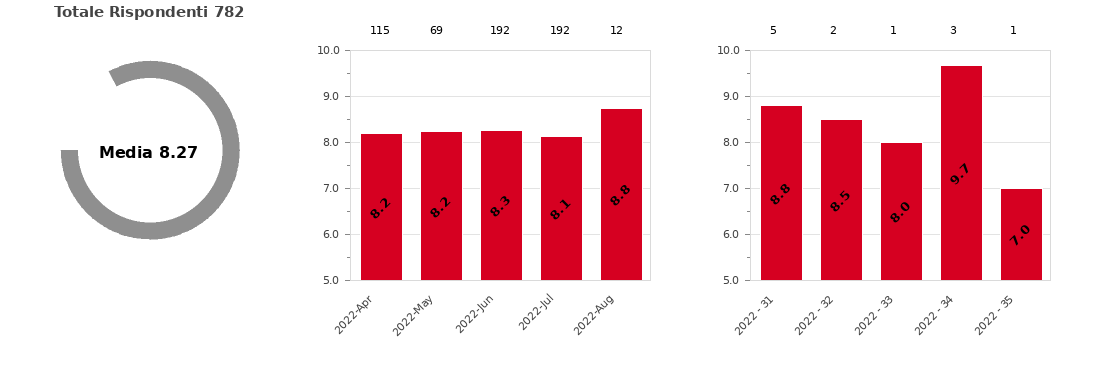 Totale Rispondenti 782
Media 8.27
115 69 192 192 12
10.0
9.0
8.0
7.0
6.0
5.0
8.2 8.2 8.3 8.1 8.8
2022-Apr 2022-May 2022-Jun 2022-Jul 2022-Aug
5 2 1 3 1
10.0
9.0
8.0
7.0
6.0
5.0
8.8 8.5 8.0 9.7 7.0
2022 - 31 2022 - 32 2022 - 33 2022 - 34 2022 - 35